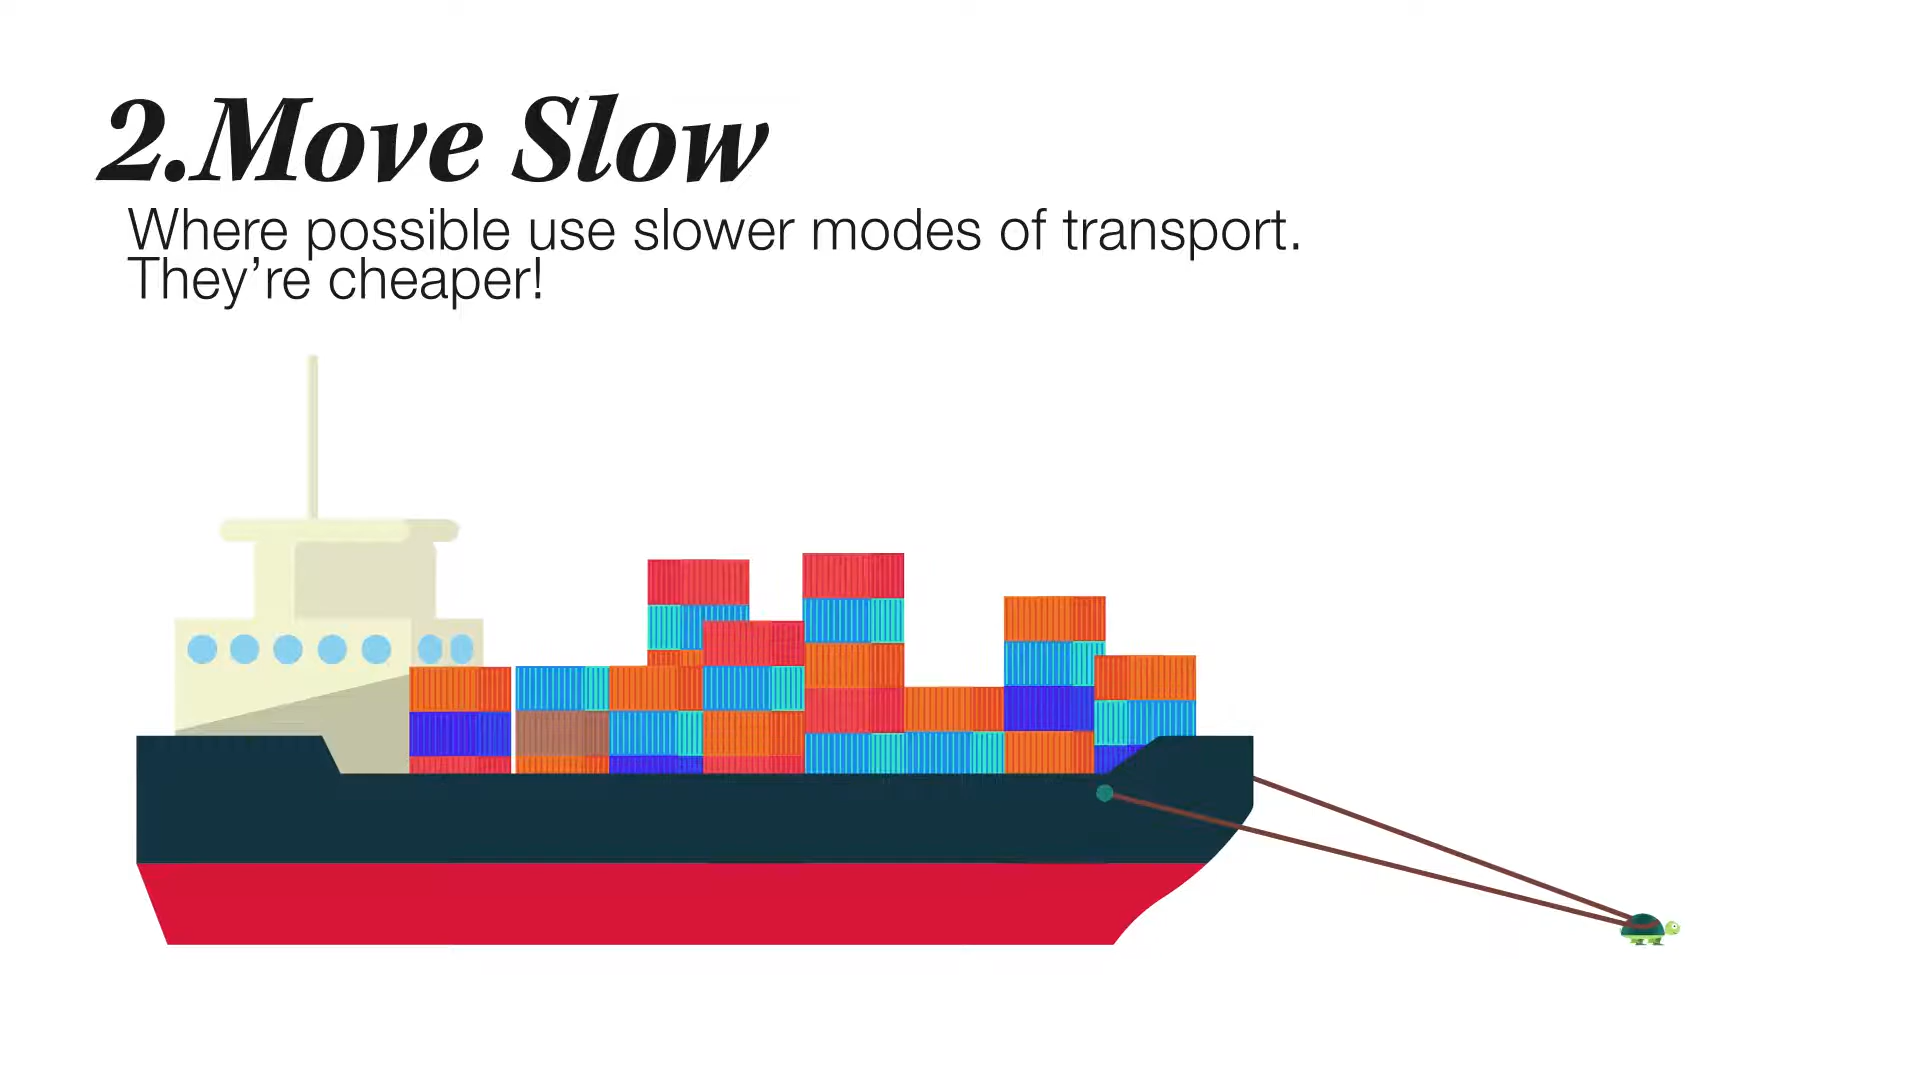 2.Move Slow
Where possible use slower modes of transport.
They’re cheaper!